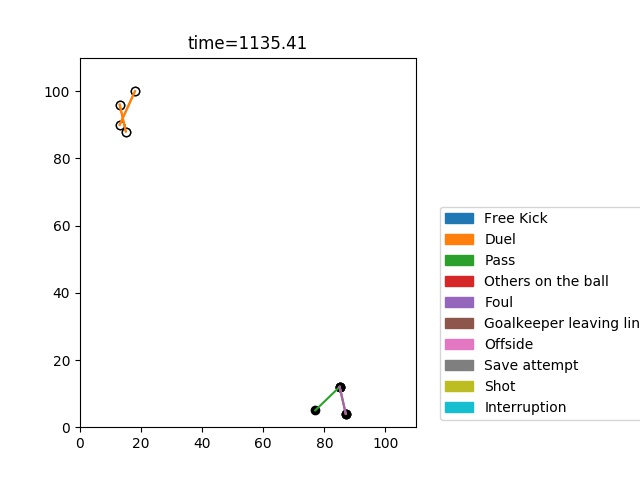 time=1135.41
100
80
60
40
20
0
0 20 40 60 80 100
Free Kick
Duel
Pass
Others on the ball
Foul
Goalkeeper leaving lin
Offside
Save attempt
Shot
Interruption